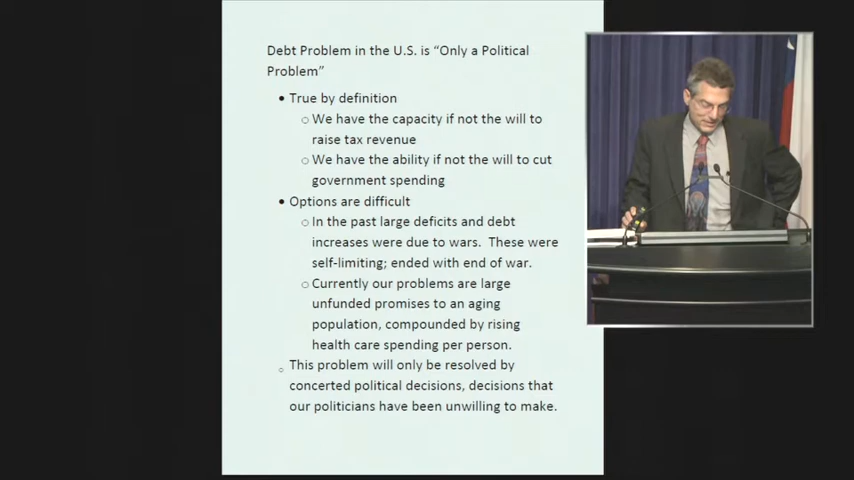 Debt Problem in the U.S. is “Only a Political
Problem”
• True by definition
○ We have the capacity if not the will to
raise tax revenue
○ We have the ability if not the will to cut
government spending
• Options are difficult
○ In the past large deficits and debt
increases were due to wars.  These were
self-limiting; ended with end of war.
○ Currently our problems are large
unfunded promises to an aging
population, compounded by rising
health care spending per person.
○ This problem will only be resolved by
concerted political decisions, decisions that
our politicians have been unwilling to make.